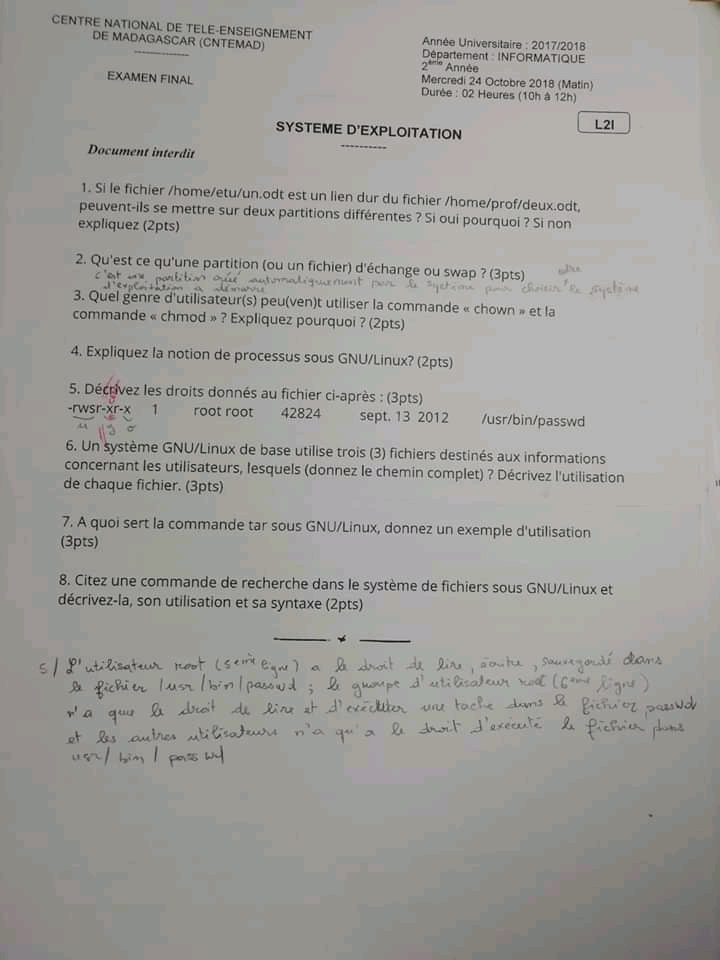 CENTRE NATIONAL DE TELE-ENSEIGNEMENT
DE MADAGASCAR (CNTEMAD)
--------------
EXAMEN FINAL
Année Universitaire : 2017/2018
Département : INFORMATIQUE
2ème Année
Mercredi 24 Octobre 2018 (Matin)
Durée : 02 Heures (10h à 12h)
L2I
SYSTEME D'EXPLOITATION
----------
Document interdit
1. Si le fichier /home/etu/un.odt est un lien dur du fichier /home/prof/deux.odt,
peuvent-ils se mettre sur deux partitions différentes ? Si oui pourquoi ? Si non
expliquez (2pts)
2. Qu'est ce qu'une partition (ou un fichier) d'échange ou swap ? (3pts)
c'est une partition créé automatiquement par le système pour choisir le système
d'exploitation a démarré
3. Quel genre d'utilisateur(s) peu(ven)t utiliser la commande « chown » et la
commande « chmod » ? Expliquez pourquoi ? (2pts)
4. Expliquez la notion de processus sous GNU/Linux? (2pts)
5. Décrivez les droits donnés au fichier ci-après : (3pts)
-rwsr-xr-x 1 root root 42824 sept. 13 2012 /usr/bin/passwd
u g o
6. Un système GNU/Linux de base utilise trois (3) fichiers destinés aux informations
concernant les utilisateurs, lesquels (donnez le chemin complet) ? Décrivez l'utilisation
de chaque fichier. (3pts)
7. A quoi sert la commande tar sous GNU/Linux, donnez un exemple d'utilisation
(3pts)
8. Citez une commande de recherche dans le système de fichiers sous GNU/Linux et
décrivez-la, son utilisation et sa syntaxe (2pts)
5/ L'utilisateur root (5ème ligne) a le droit de lire, écrire, sauvegardé dans
le fichier /usr/bin/passwd ; le groupe d'utilisateur root (6ème ligne)
n'a que le droit de lire et d'exécuter une tache dans le fichier passwd
et les autres utilisateurs n'a qu'a le droit d'exécuté le fichier dans
usr/ bin / passwd